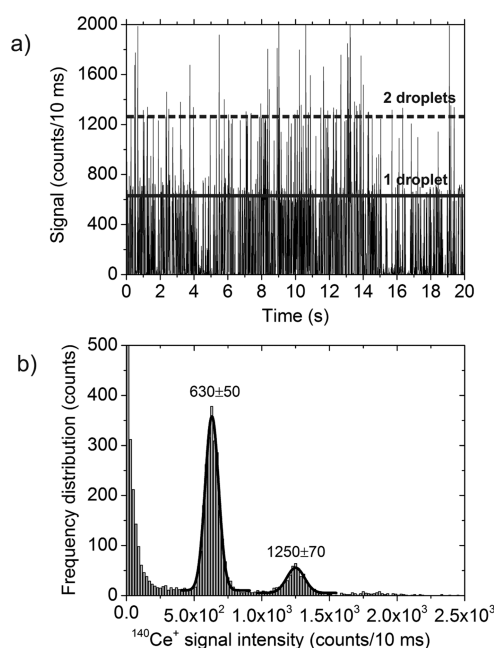 a)
2000
1600
1200
800
400
0
Signal (counts/10 ms)
2 droplets
1 droplet
0 2 4 6 8 10 12 14 16 18 20
Time (s)
b)
500
400
300
200
100
0
Frequency distribution (counts)
630±50
1250±70
0.0 5.0x10² 1.0x10³ 1.5x10³ 2.0x10³ 2.5x10³
¹⁴⁰Ce⁺ signal intensity (counts/10 ms)